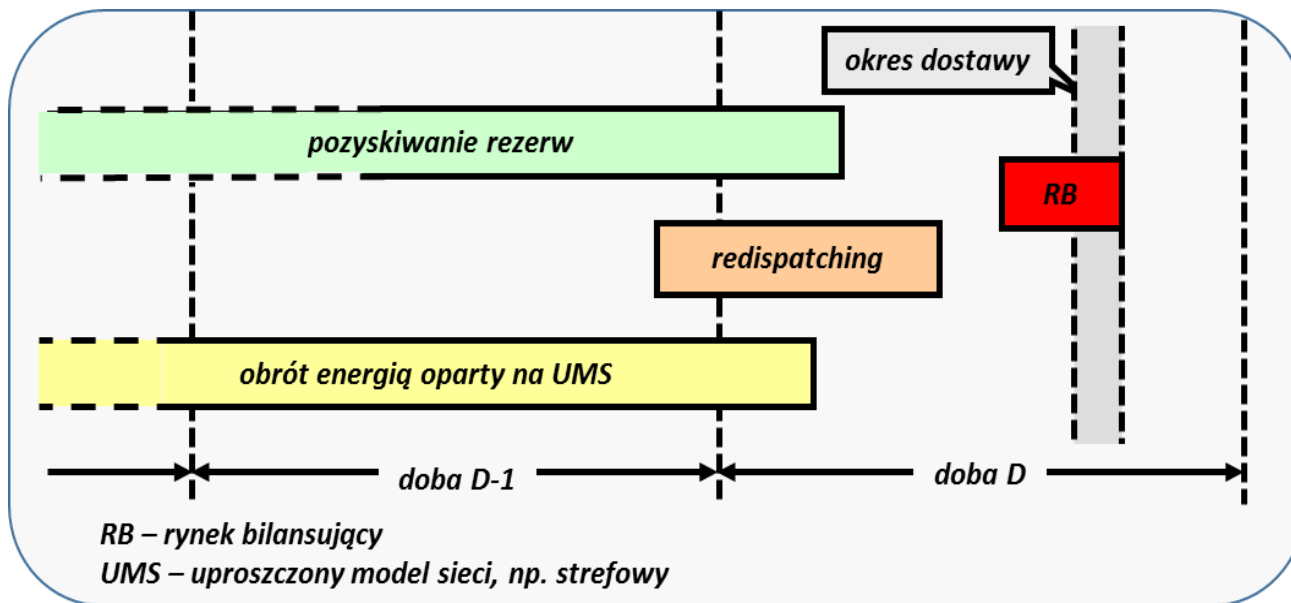 okres dostawy
pozyskiwanie rezerw
RB
redispatching
obrót energią oparty na UMS
doba D-1
doba D
RB – rynek bilansujący
UMS – uproszczony model sieci, np. strefowy